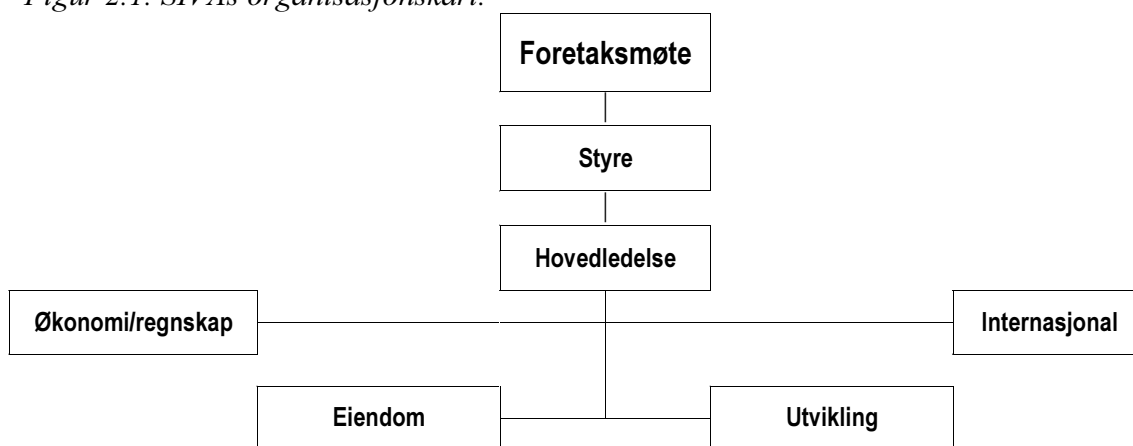 Figur 2.1: SIVAs organisasjonskart.
Foretaksmøte
Styre
Hovedledelse
Økonomi/regnskap
Internasjonal
Eiendom
Utvikling